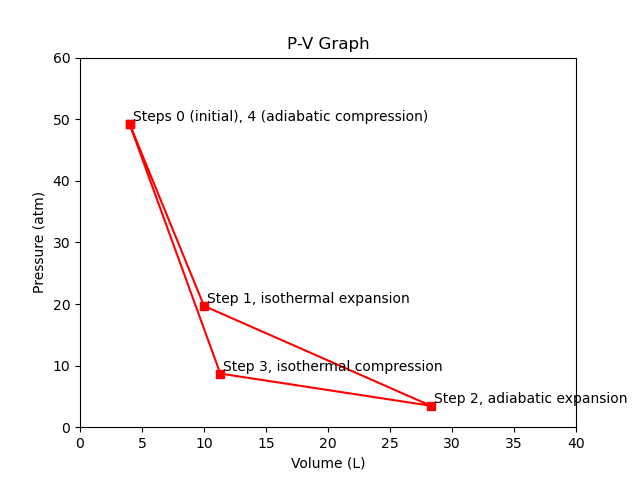 P-V Graph
60
50
40
30
20
10
0
Pressure (atm)
Steps 0 (initial), 4 (adiabatic compression)
Step 1, isothermal expansion
Step 3, isothermal compression
Step 2, adiabatic expansion
0 5 10 15 20 25 30 35 40
Volume (L)